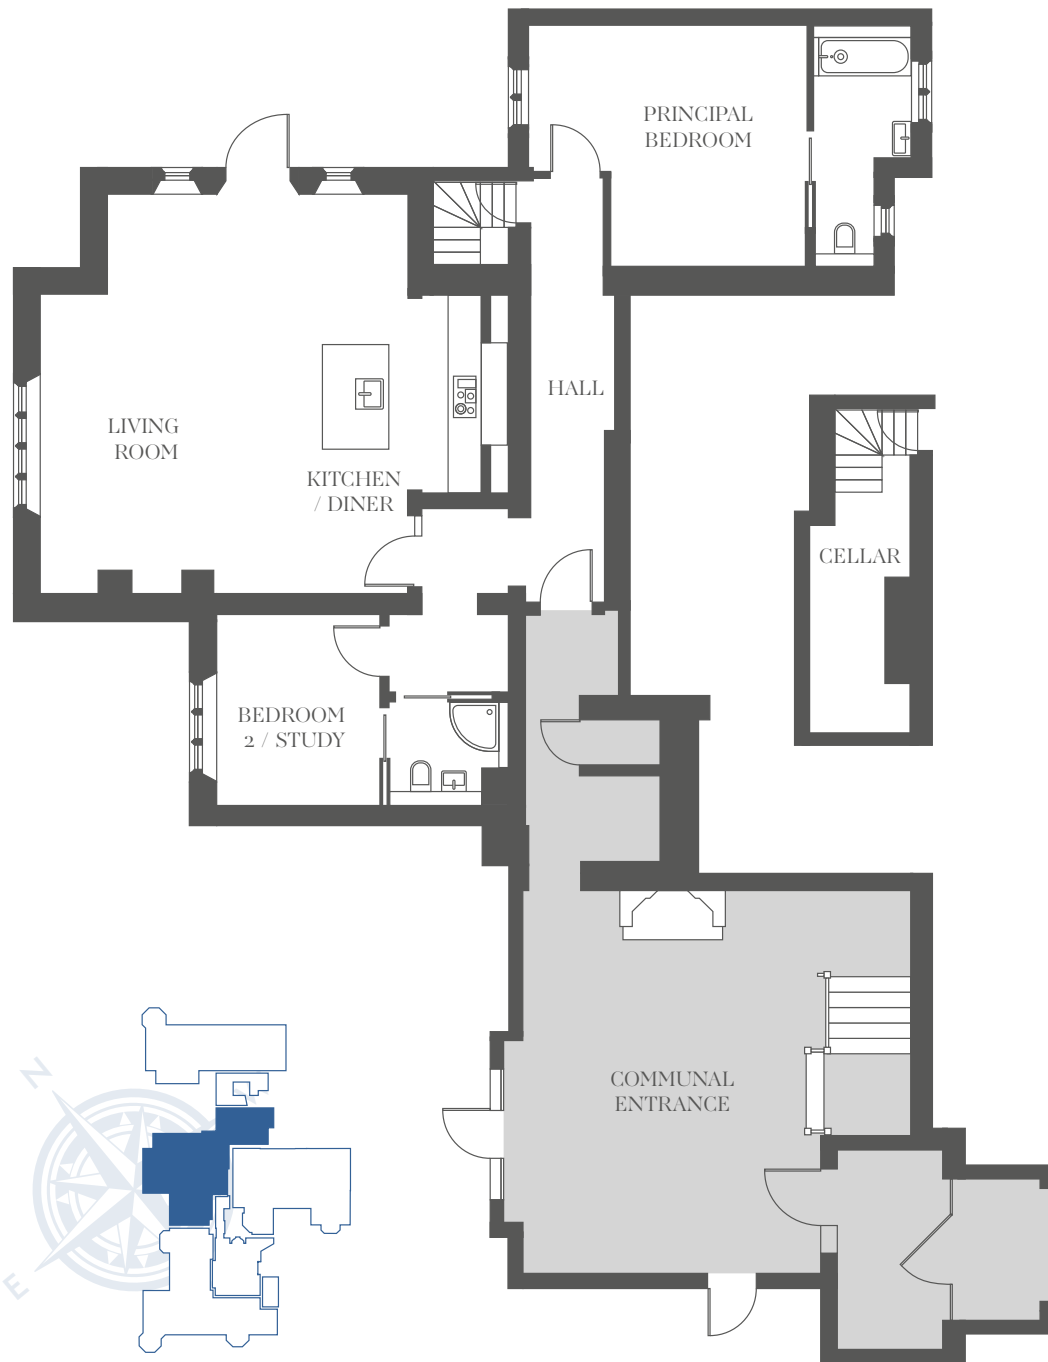 PRINCIPAL
BEDROOM
HALL
LIVING
ROOM
KITCHEN
/ DINER
CELLAR
BEDROOM
2 / STUDY
COMMUNAL
ENTRANCE
N
E